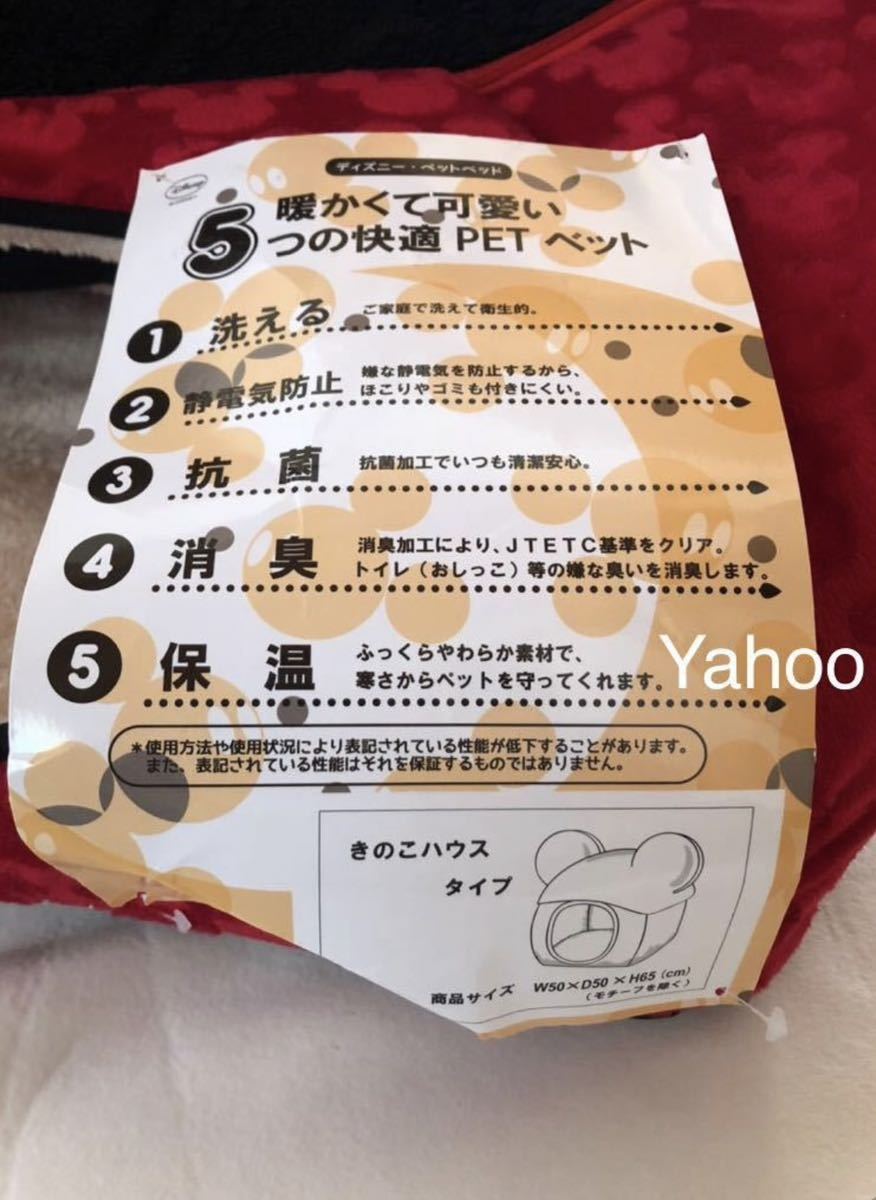 ディズニー・ペットベッド
Disney
暖かくて可愛い
5つの快適 PET ベット
1 洗える ご家庭で洗えて衛生的。
2 静電気防止 嫌な静電気を防止するから、
ほこりやゴミも付きにくい。
3 抗菌 抗菌加工でいつも清潔安心。
4 消臭 消臭加工により、JTETC基準をクリア。
トイレ（おしっこ）等の嫌な臭いを消臭します。
5 保温 ふっくらやわらか素材で、
寒さからペットを守ってくれます。
Yahoo
＊使用方法や使用状況により表記されている性能が低下することがあります。
また、表記されている性能はそれを保証するものではありません。
きのこハウス
タイプ
商品サイズ W50×D50×H65(cm)
（モチーフを除く）